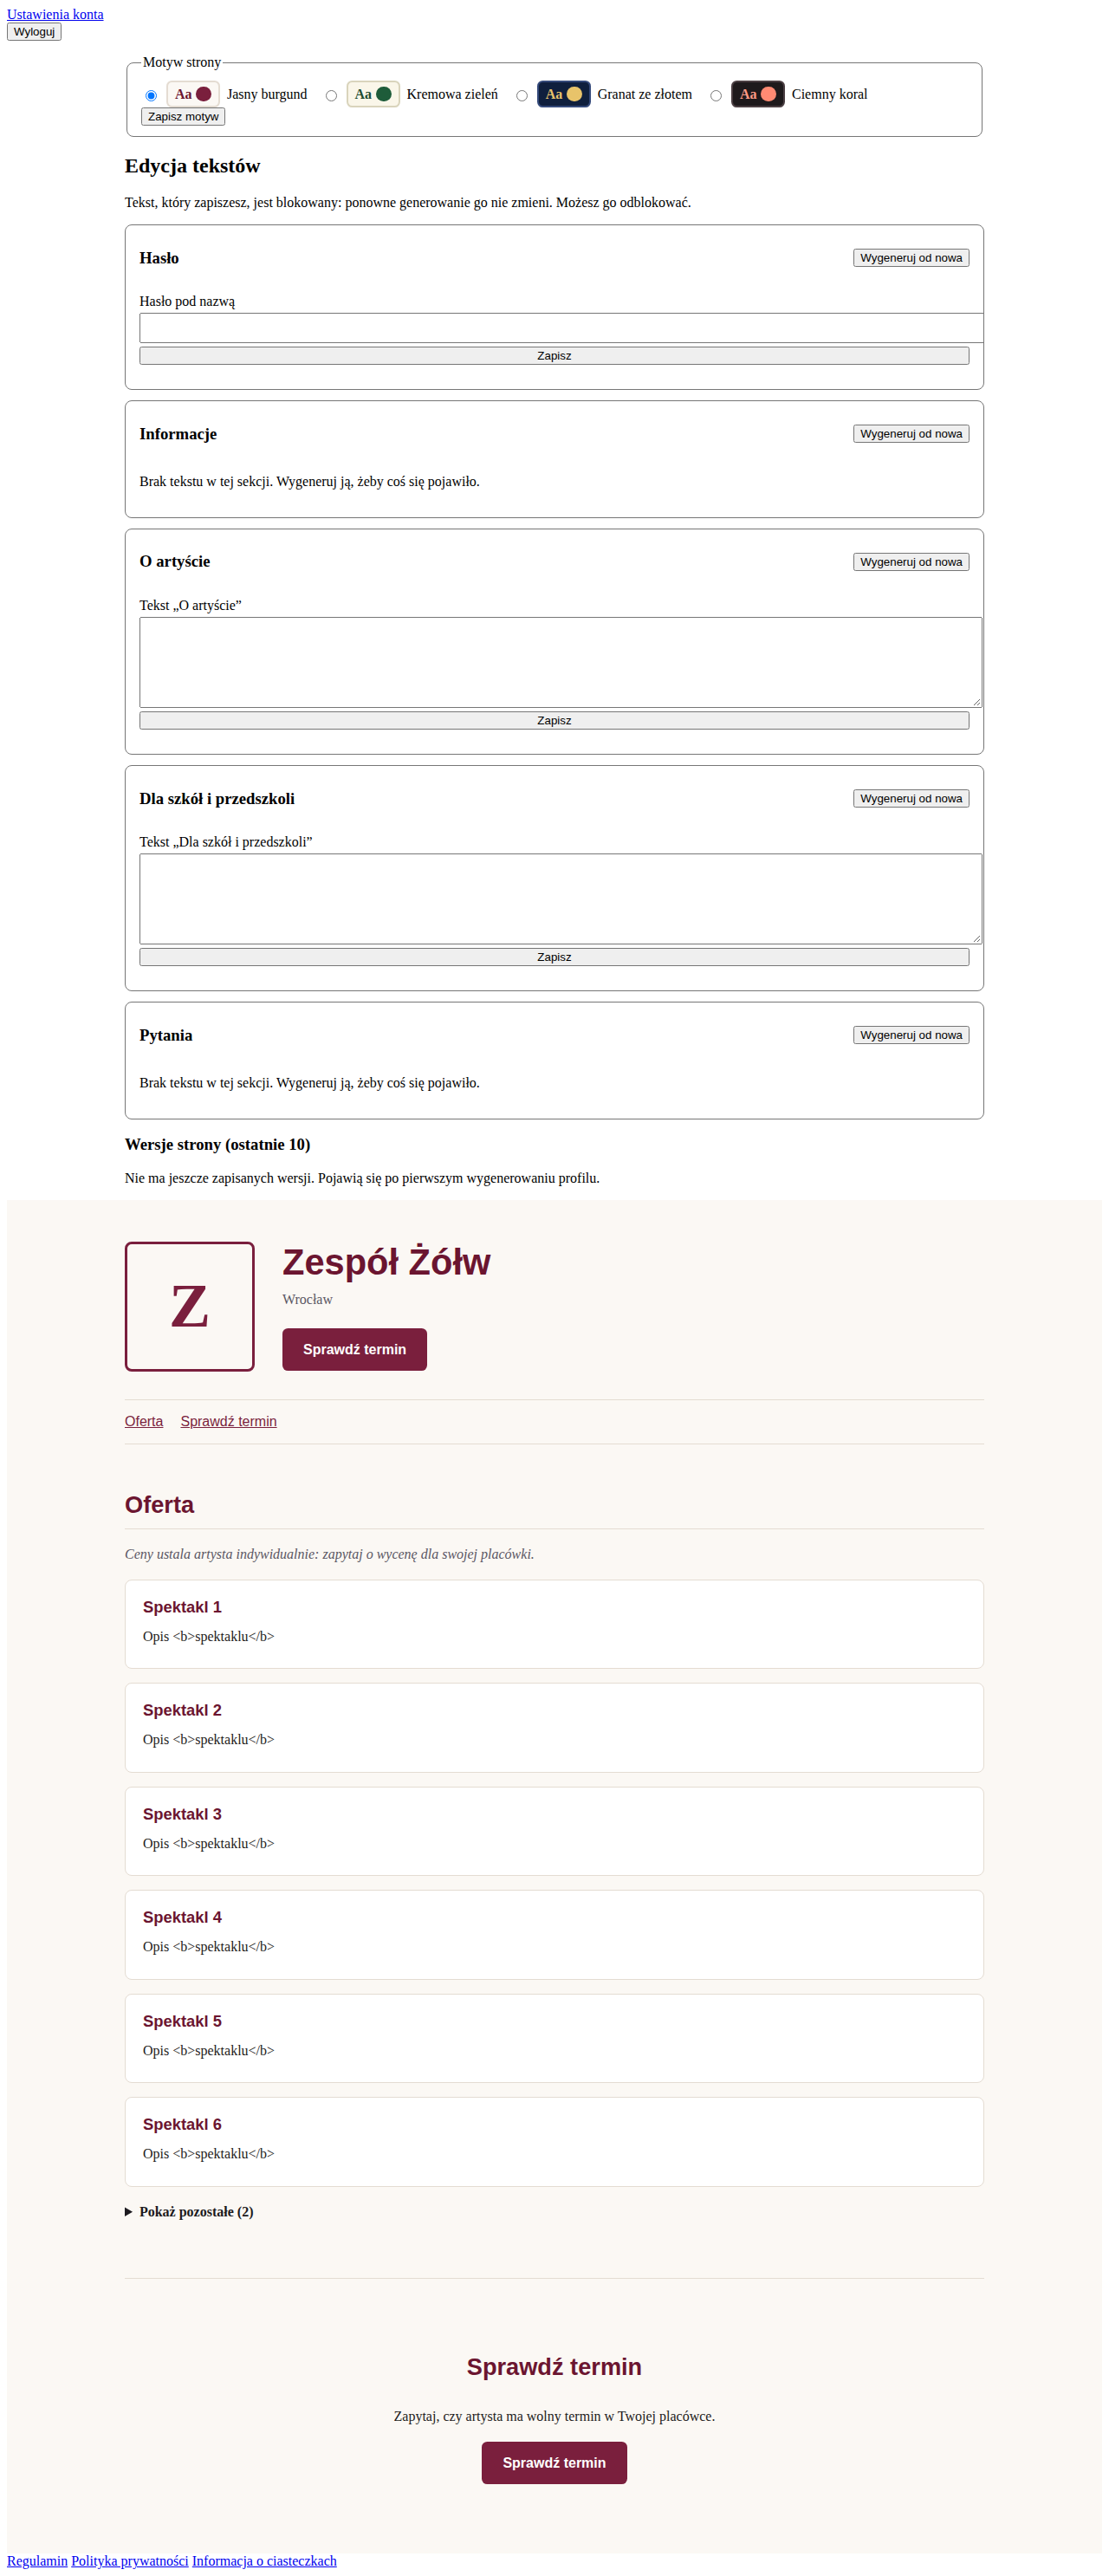 Ustawienia konta
Wyloguj
Motyw strony
Aa Jasny burgund Aa Kremowa zieleń Aa Granat ze złotem Aa Ciemny koral
Zapisz motyw
Edycja tekstów
Tekst, który zapiszesz, jest blokowany: ponowne generowanie go nie zmieni. Możesz go odblokować.
Hasło Wygeneruj od nowa
Hasło pod nazwą
Zapisz
Informacje Wygeneruj od nowa
Brak tekstu w tej sekcji. Wygeneruj ją, żeby coś się pojawiło.
O artyście Wygeneruj od nowa
Tekst „O artyście”
Zapisz
Dla szkół i przedszkoli Wygeneruj od nowa
Tekst „Dla szkół i przedszkoli”
Zapisz
Pytania Wygeneruj od nowa
Brak tekstu w tej sekcji. Wygeneruj ją, żeby coś się pojawiło.
Wersje strony (ostatnie 10)
Nie ma jeszcze zapisanych wersji. Pojawią się po pierwszym wygenerowaniu profilu.
Z
Zespół Żółw
Wrocław
Sprawdź termin
Oferta Sprawdź termin
Oferta
Ceny ustala artysta indywidualnie: zapytaj o wycenę dla swojej placówki.
Spektakl 1
Opis <b>spektaklu</b>
Spektakl 2
Opis <b>spektaklu</b>
Spektakl 3
Opis <b>spektaklu</b>
Spektakl 4
Opis <b>spektaklu</b>
Spektakl 5
Opis <b>spektaklu</b>
Spektakl 6
Opis <b>spektaklu</b>
Pokaż pozostałe (2)
Sprawdź termin
Zapytaj, czy artysta ma wolny termin w Twojej placówce.
Sprawdź termin
Regulamin Polityka prywatności Informacja o ciasteczkach